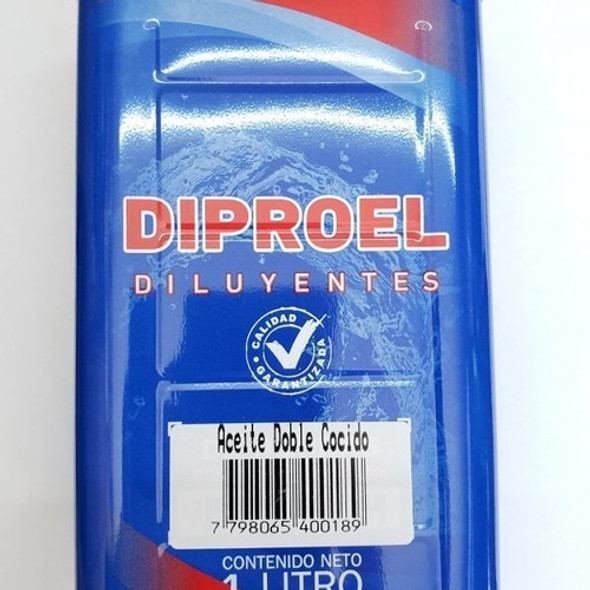 DIPROEL
DILUYENTES
CALIDAD
GARANTIZADA
Aceite Doble Cocido
7 798065 400189
CONTENIDO NETO
1 LITRO